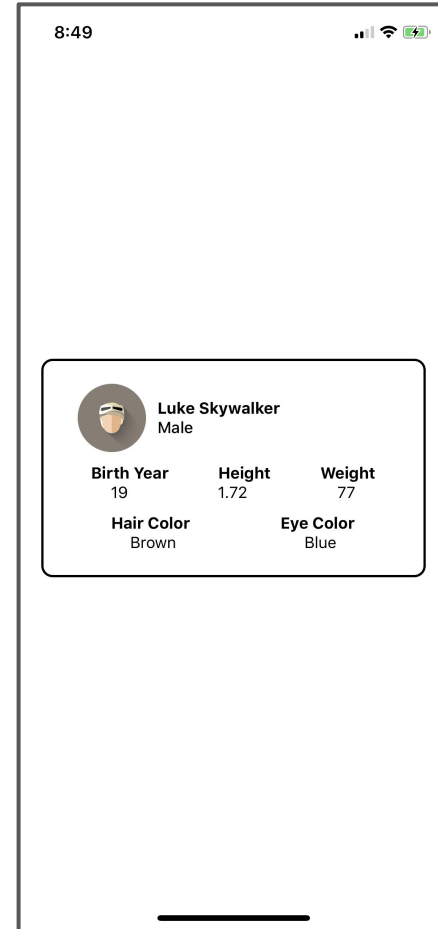 8:49
Luke Skywalker
Male
Birth Year Height Weight
19 1.72 77
Hair Color Eye Color
Brown Blue